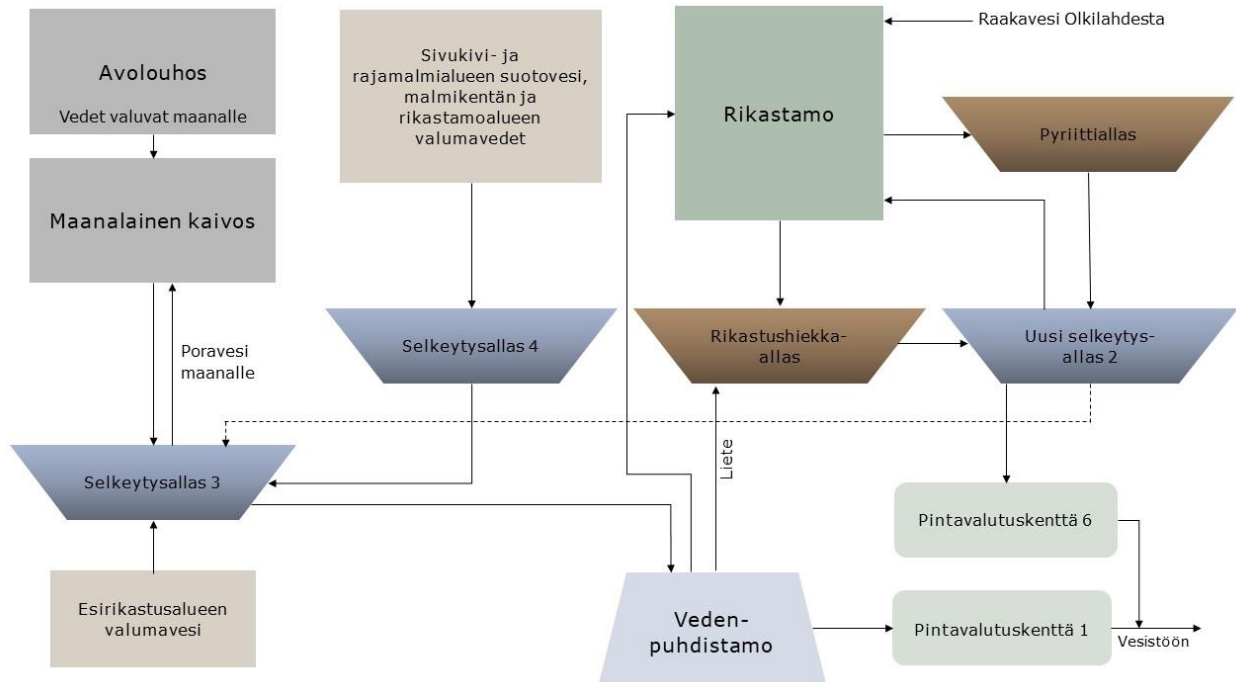 Raakavesi Olkilahdesta
Avolouhos
Vedet valuvat maanalle
Sivukivi- ja
rajamalmialueen suotovesi,
malmikentän ja
rikastamoalueen
valumavedet
Rikastamo
Pyriittiallas
Maanalainen kaivos
Poravesi
maanalle
Selkeytysallas 4
Rikastushiekka-
allas
Uusi selkeytys-
allas 2
Selkeytysallas 3
Liete
Pintavalutuskenttä 6
Esirikastusalueen
valumavesi
Veden-
puhdistamo
Pintavalutuskenttä 1
Vesistöön